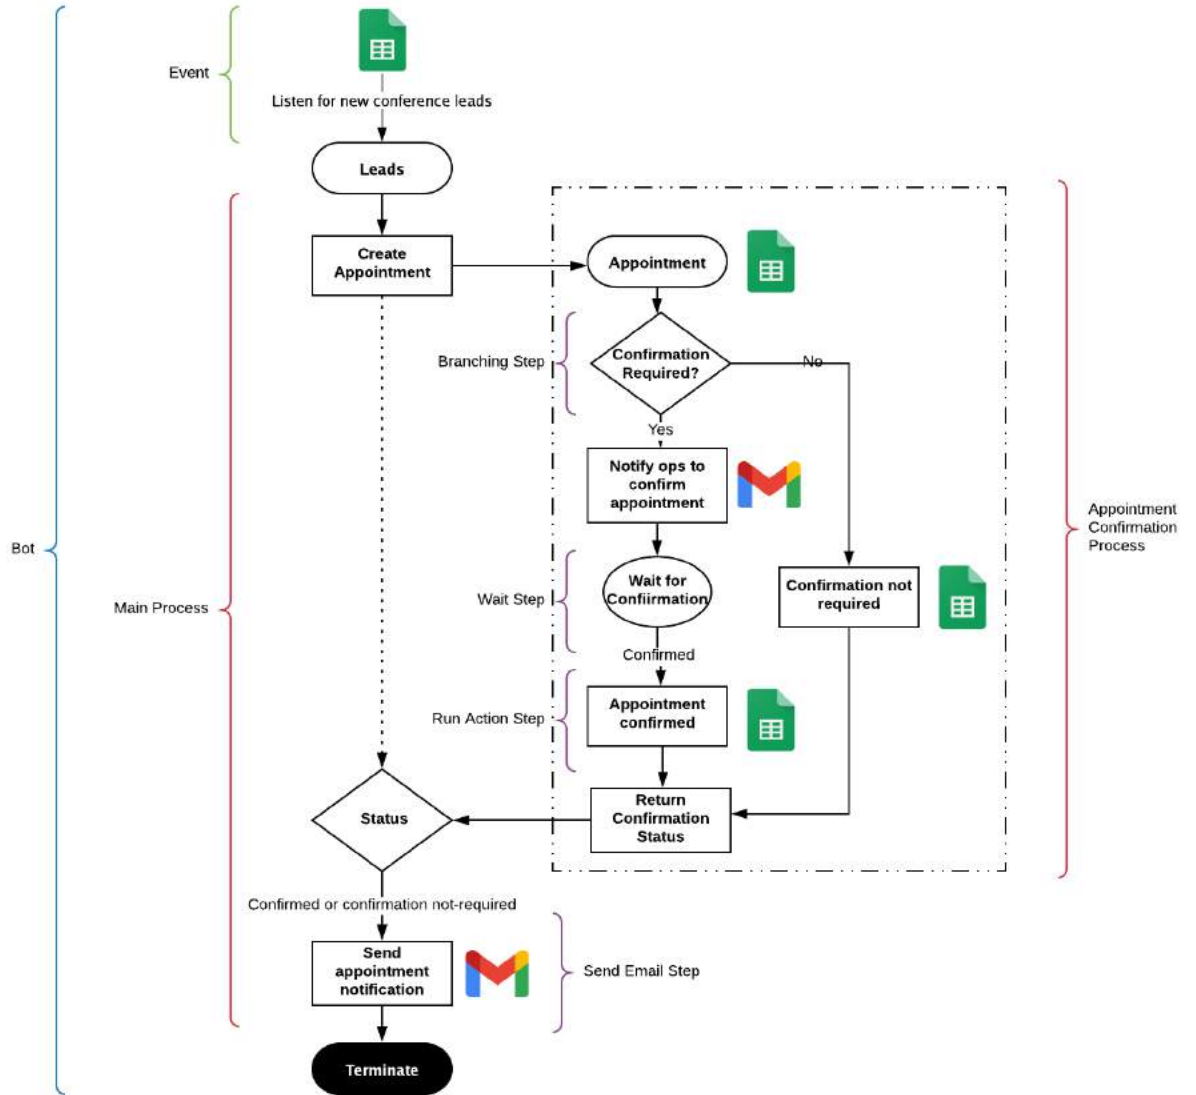 Event
Listen for new conference leads
Leads
Create
Appointment
Appointment
Branching Step
Confirmation
Required?
No
Yes
Notify ops to
confirm
appointment
Appointment
Confirmation
Process
Bot
Main Process
Wait Step
Wait for
Confiirmation
Confirmation not
required
Confirmed
Run Action Step
Appointment
confirmed
Status
Return
Confirmation
Status
Confirmed or confirmation not-required
Send
appointment
notification
Send Email Step
Terminate